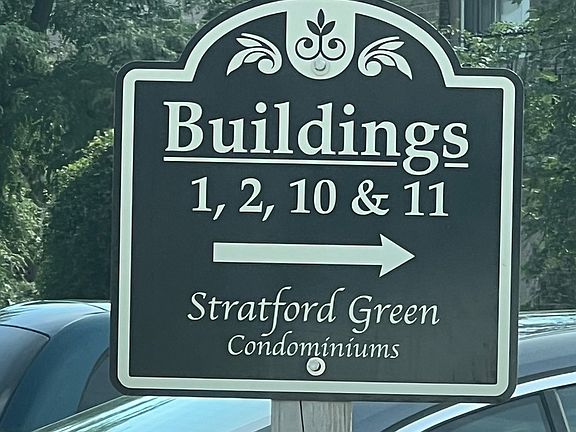 Buildings
1, 2, 10 & 11
Stratford Green
Condominiums